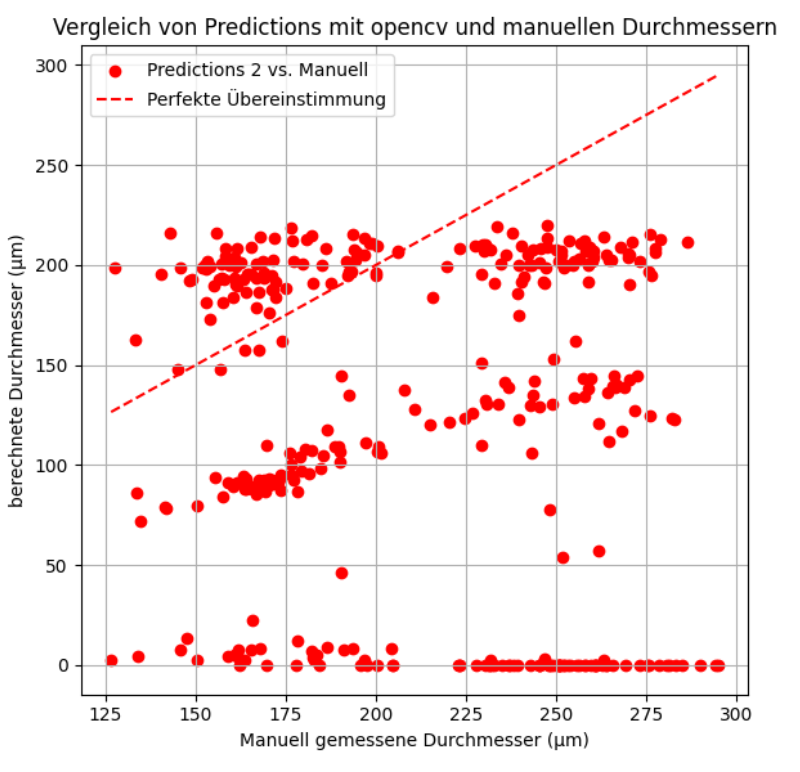 Vergleich von Predictions mit opencv und manuellen Durchmessern
Predictions 2 vs. Manuell
Perfekte Übereinstimmung
300
250
200
150
100
50
0
berechnete Durchmesser (µm)
125 150 175 200 225 250 275 300
Manuell gemessene Durchmesser (µm)